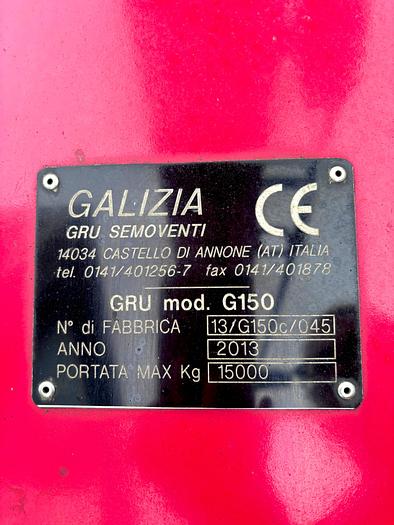 GALIZIA
CE
GRU SEMOVENTI
14034 CASTELLO DI ANNONE (AT) ITALIA
tel. 0141/401256-7 fax 0141/401878
GRU mod. G150
N° di FABBRICA 13/G150c/045
ANNO 2013
PORTATA MAX Kg 15000